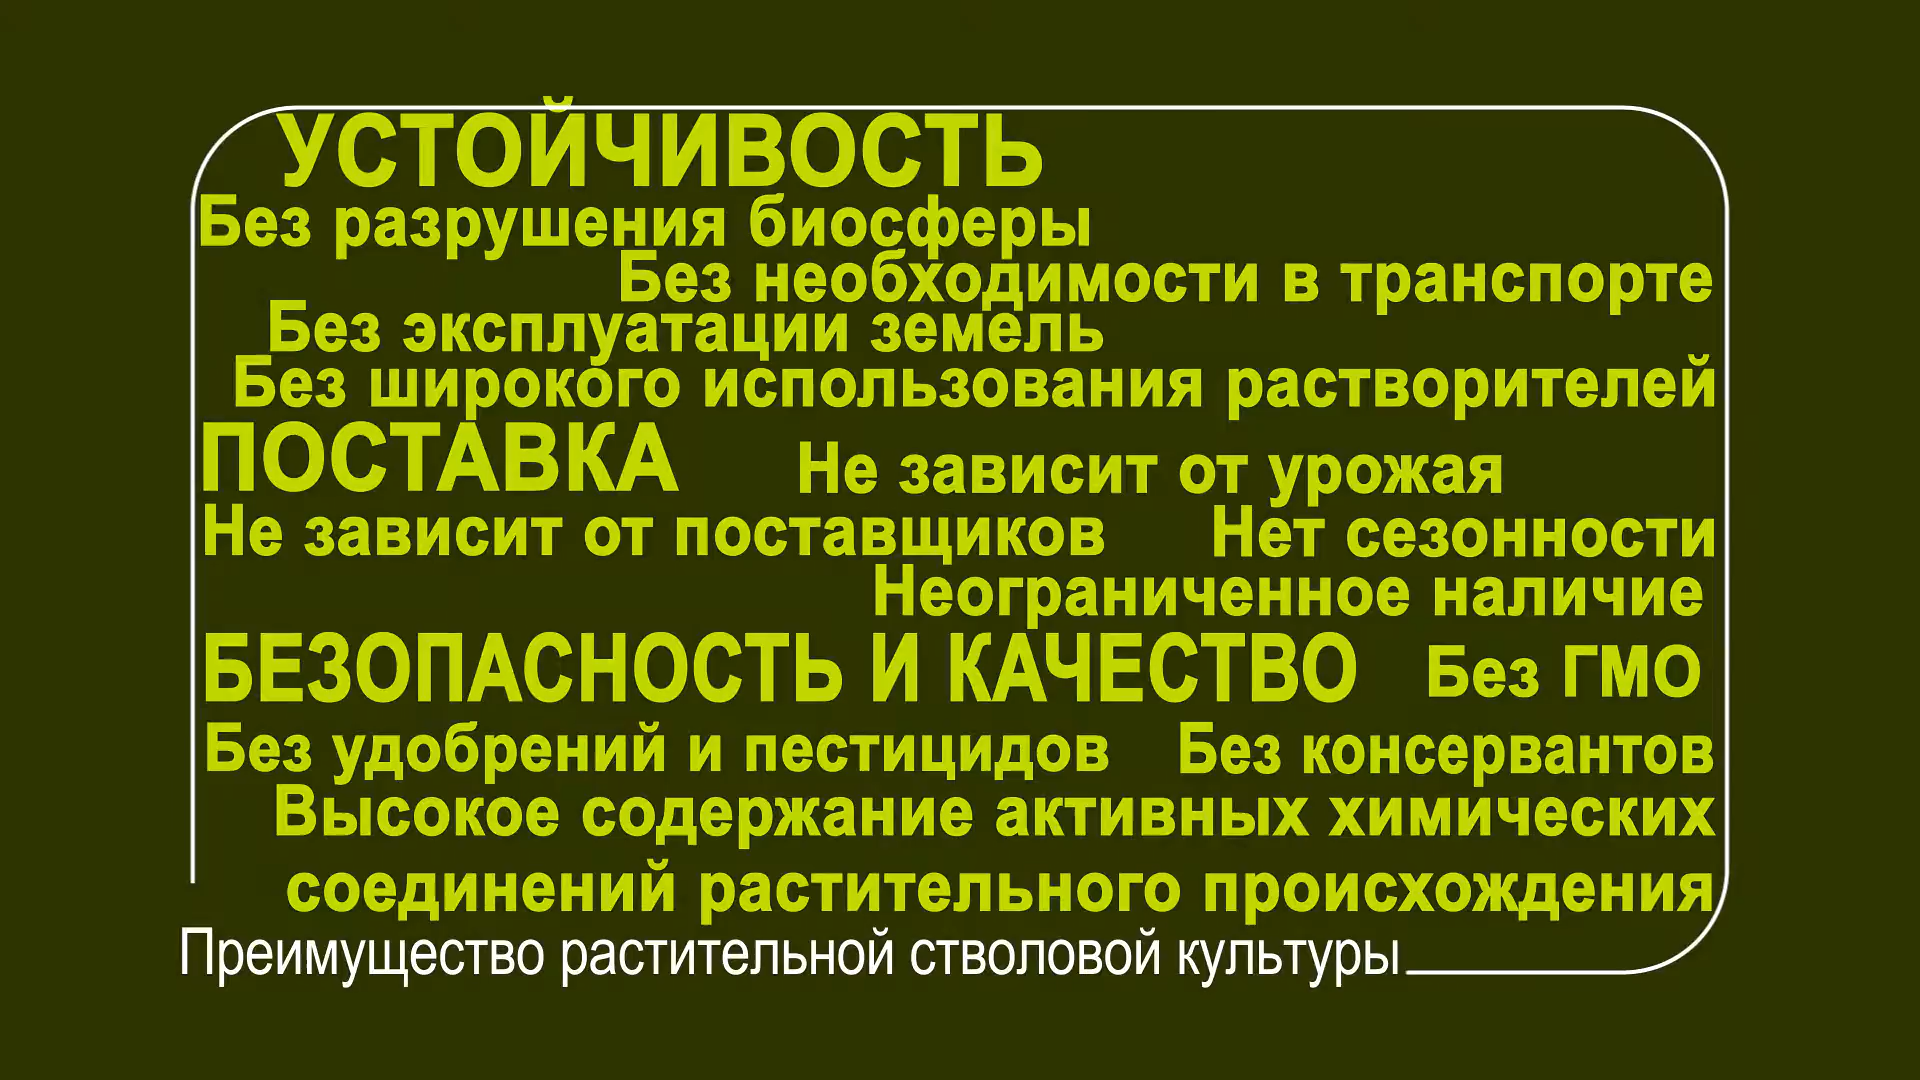 УСТОЙЧИВОСТЬ
Без разрушения биосферы
Без необходимости в транспорте
Без эксплуатации земель
Без широкого использования растворителей
ПОСТАВКА Не зависит от урожая
Не зависит от поставщиков Нет сезонности
Неограниченное наличие
БЕЗОПАСНОСТЬ И КАЧЕСТВО Без ГМО
Без удобрений и пестицидов Без консервантов
Высокое содержание активных химических
соединений растительного происхождения
Преимущество растительной стволовой культуры